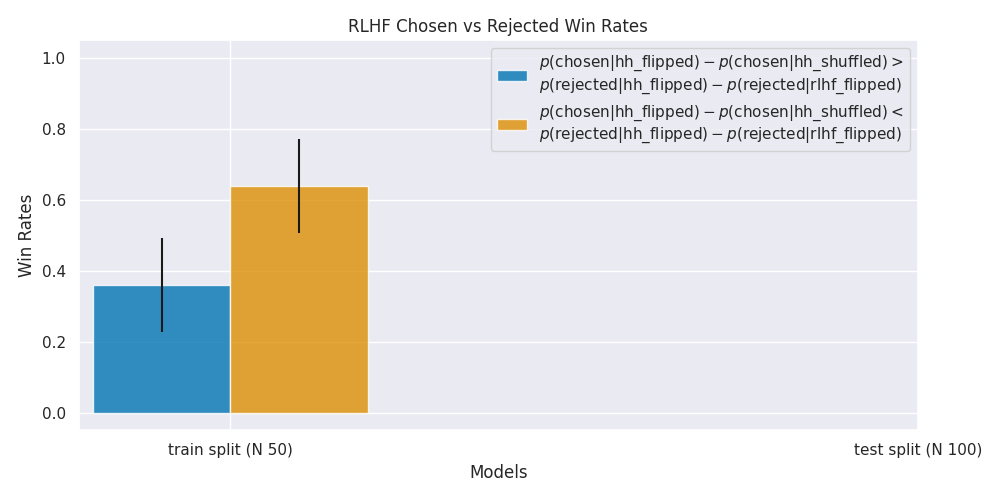 RLHF Chosen vs Rejected Win Rates
1.0
0.8
0.6
0.4
0.2
0.0
Win Rates
p(chosen|hh_flipped) − p(chosen|hh_shuffled) >
p(rejected|hh_flipped) − p(rejected|rlhf_flipped)
p(chosen|hh_flipped) − p(chosen|hh_shuffled) <
p(rejected|hh_flipped) − p(rejected|rlhf_flipped)
train split (N 50)
test split (N 100)
Models